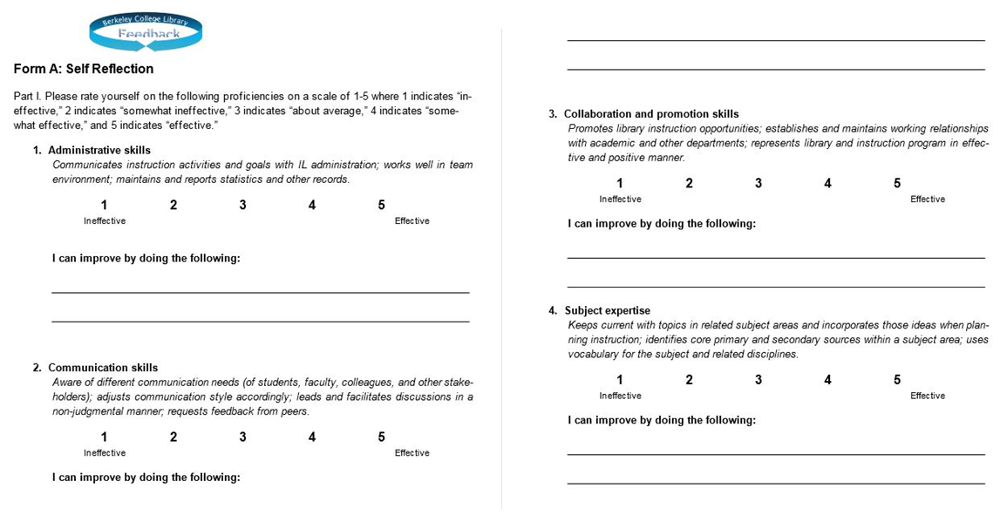 Berkeley College Library
Feedback
Form A: Self Reflection
Part I. Please rate yourself on the following proficiencies on a scale of 1-5 where 1 indicates “in-
effective,” 2 indicates “somewhat ineffective,” 3 indicates “about average,” 4 indicates “some-
what effective,” and 5 indicates “effective.”
1. Administrative skills
Communicates instruction activities and goals with IL administration; works well in team
environment; maintains and reports statistics and other records.
1 2 3 4 5
Ineffective Effective
I can improve by doing the following:
2. Communication skills
Aware of different communication needs (of students, faculty, colleagues, and other stake-
holders); adjusts communication style accordingly; leads and facilitates discussions in a
non-judgmental manner; requests feedback from peers.
1 2 3 4 5
Ineffective Effective
I can improve by doing the following:
3. Collaboration and promotion skills
Promotes library instruction opportunities; establishes and maintains working relationships
with academic and other departments; represents library and instruction program in effec-
tive and positive manner.
1 2 3 4 5
Ineffective Effective
I can improve by doing the following:
4. Subject expertise
Keeps current with topics in related subject areas and incorporates those ideas when plan-
ning instruction; identifies core primary and secondary sources within a subject area; uses
vocabulary for the subject and related disciplines.
1 2 3 4 5
Ineffective Effective
I can improve by doing the following: